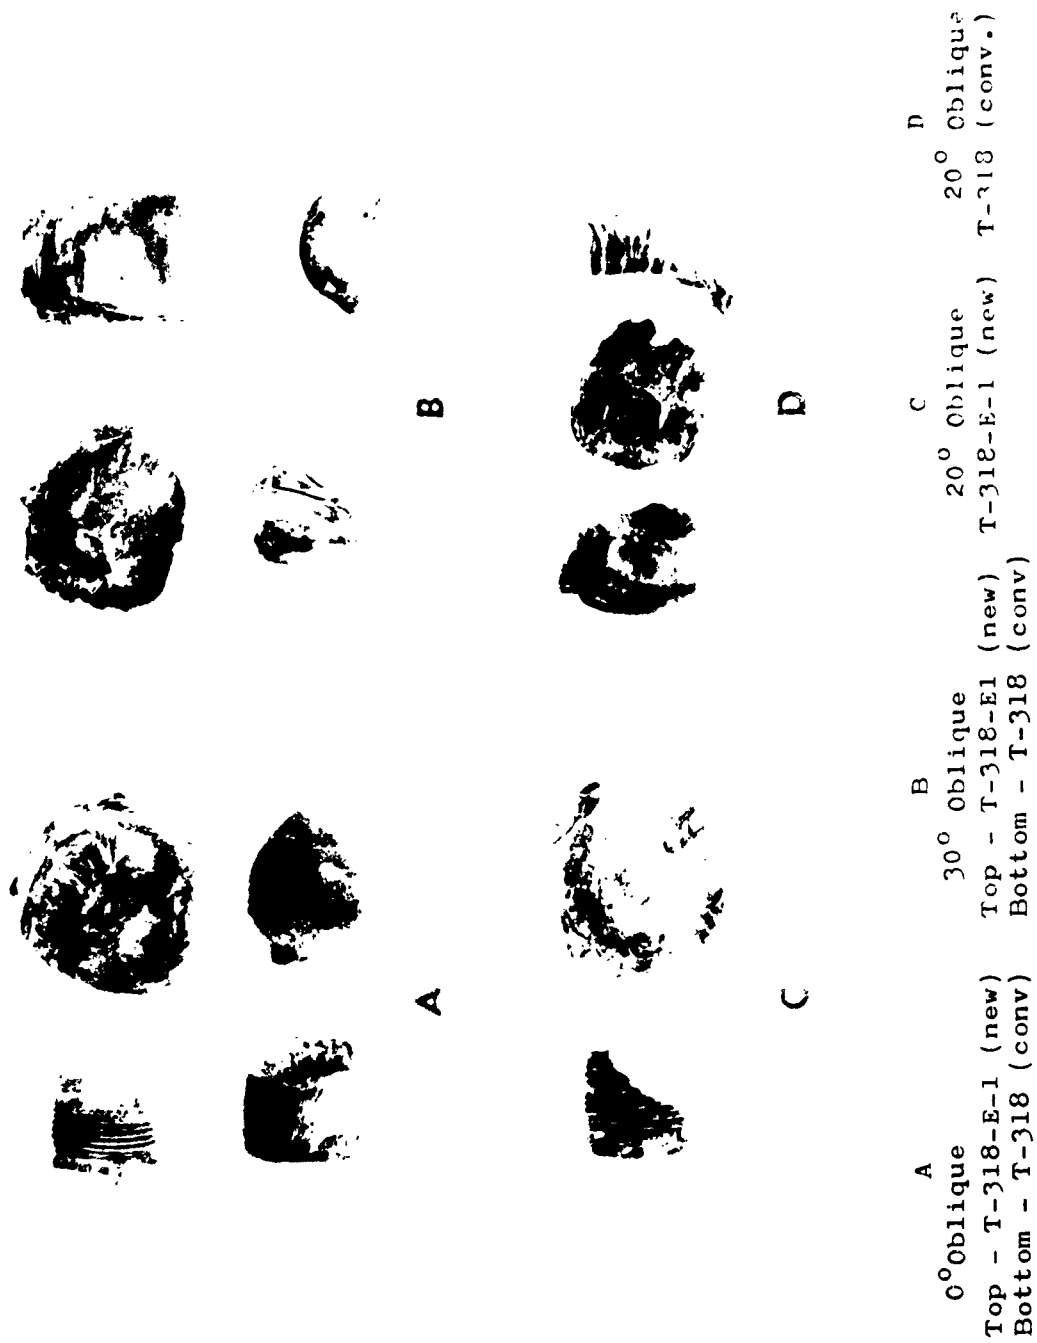 A
B
C
D
A
0° Oblique
Top - T-318-E-1 (new)
Bottom - T-318 (conv)
B
30° Oblique
Top - T-318-E1 (new)
Bottom - T-318 (conv)
C
20° Oblique
T-318-E-1 (new)
D
20° Oblique
T-318 (conv.)